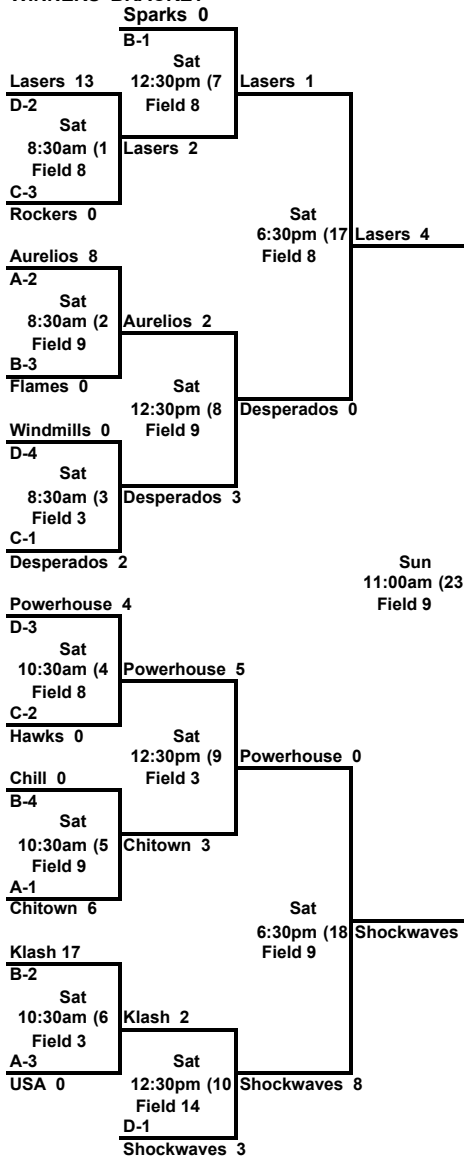 Sparks 0
B-1
Sat
Lasers 13
12:30pm (7
Lasers 1
D-2
Field 8
Sat
8:30am (1
Lasers 2
Field 8
C-3
Rockers 0
Sat
6:30pm (17
Lasers 4
Field 8
Aurelios 8
A-2
Sat
8:30am (2
Aurelios 2
Field 9
B-3
Flames 0
Sat
12:30pm (8
Desperados 0
Field 9
Windmills 0
D-4
Sat
8:30am (3
Desperados 3
Field 3
C-1
Desperados 2
Sun
11:00am (23
Field 9
Powerhouse 4
D-3
Sat
10:30am (4
Powerhouse 5
Field 8
C-2
Hawks 0
Sat
12:30pm (9
Powerhouse 0
Field 3
Chill 0
B-4
Sat
10:30am (5
Chitown 3
Field 9
A-1
Chitown 6
Sat
6:30pm (18
Shockwaves
Field 9
Klash 17
B-2
Sat
10:30am (6
Klash 2
Field 3
A-3
USA 0
Sat
12:30pm (10
Shockwaves 8
Field 14
D-1
Shockwaves 3